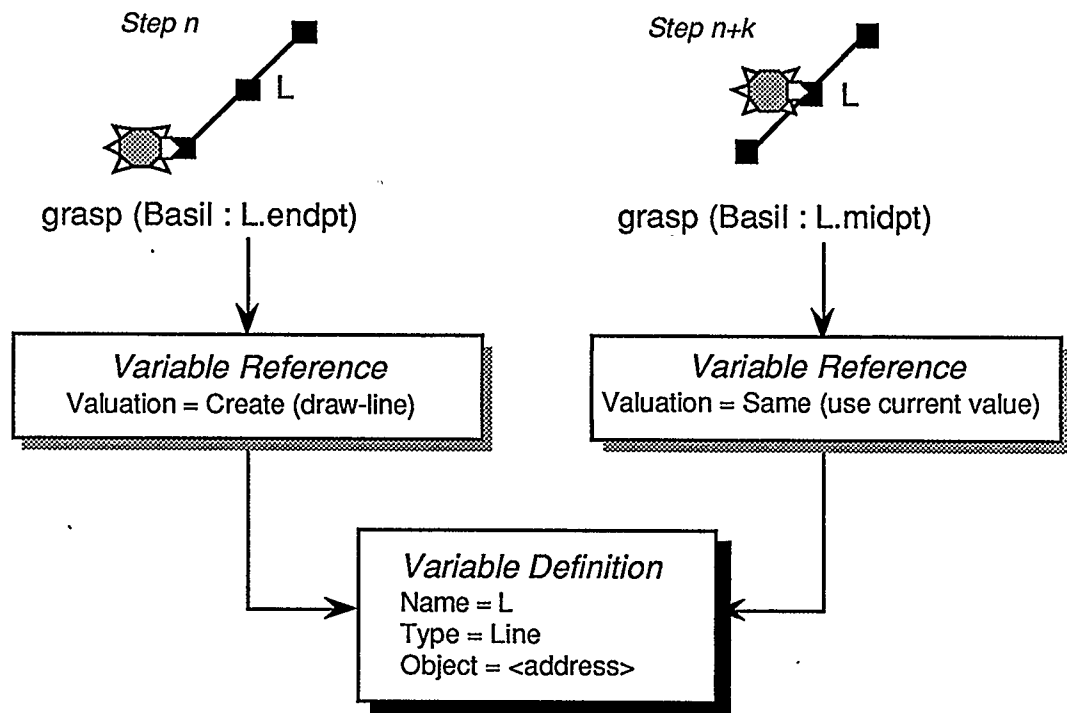 Step n
L
grasp (Basil : L.endpt)
Variable Reference
Valuation = Create (draw-line)
Step n+k
L
grasp (Basil : L.midpt)
Variable Reference
Valuation = Same (use current value)
Variable Definition
Name = L
Type = Line
Object = <address>